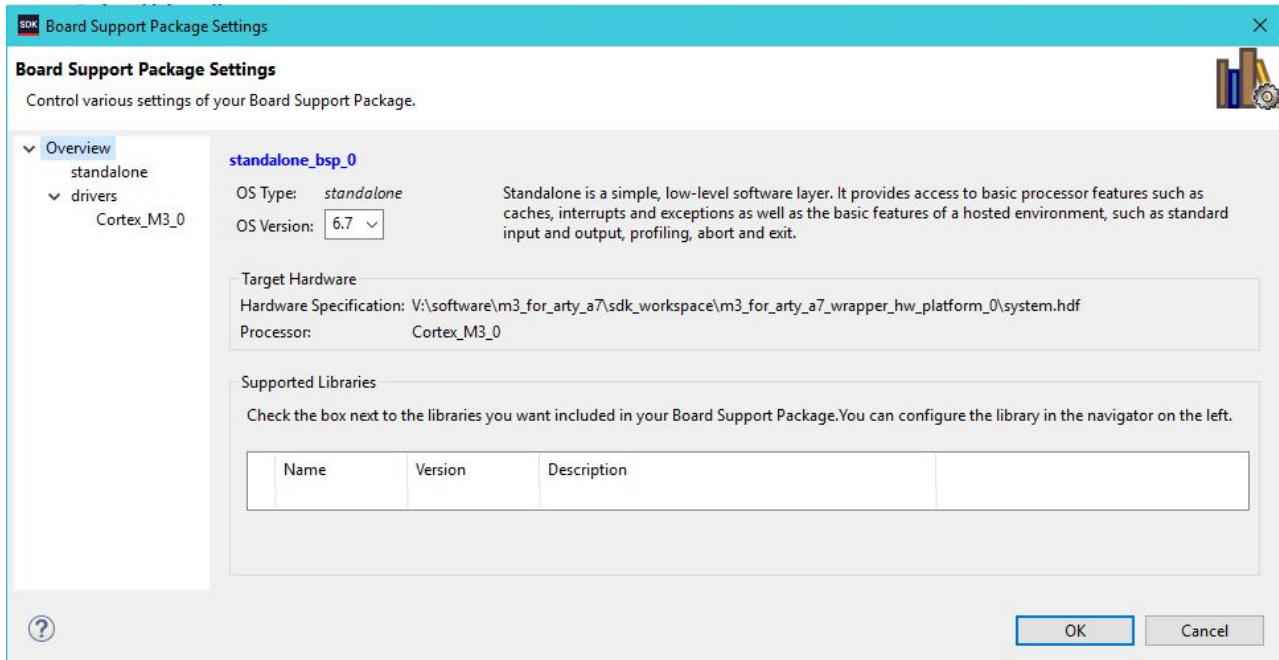 SDK Board Support Package Settings
Board Support Package Settings
Control various settings of your Board Support Package.
Overview
standalone
drivers
Cortex_M3_0
standalone_bsp_0
OS Type: standalone
OS Version: 6.7
Standalone is a simple, low-level software layer. It provides access to basic processor features such as
caches, interrupts and exceptions as well as the basic features of a hosted environment, such as standard
input and output, profiling, abort and exit.
Target Hardware
Hardware Specification: V:\software\m3_for_arty_a7\sdk_workspace\m3_for_arty_a7_wrapper_hw_platform_0\system.hdf
Processor: Cortex_M3_0
Supported Libraries
Check the box next to the libraries you want included in your Board Support Package.You can configure the library in the navigator on the left.
Name Version Description
?
OK Cancel